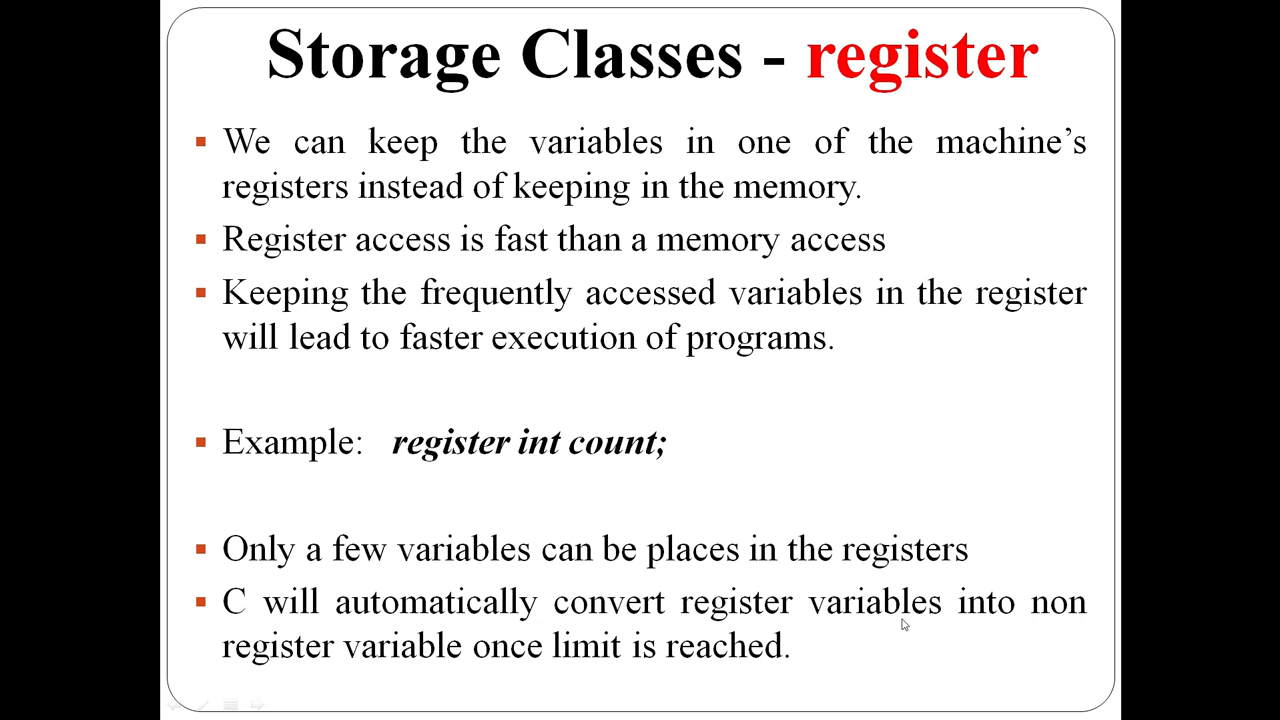 Storage Classes - register
▪ We can keep the variables in one of the machine’s
registers instead of keeping in the memory.
▪ Register access is fast than a memory access
▪ Keeping the frequently accessed variables in the register
will lead to faster execution of programs.
▪ Example: register int count;
▪ Only a few variables can be places in the registers
▪ C will automatically convert register variables into non
register variable once limit is reached.